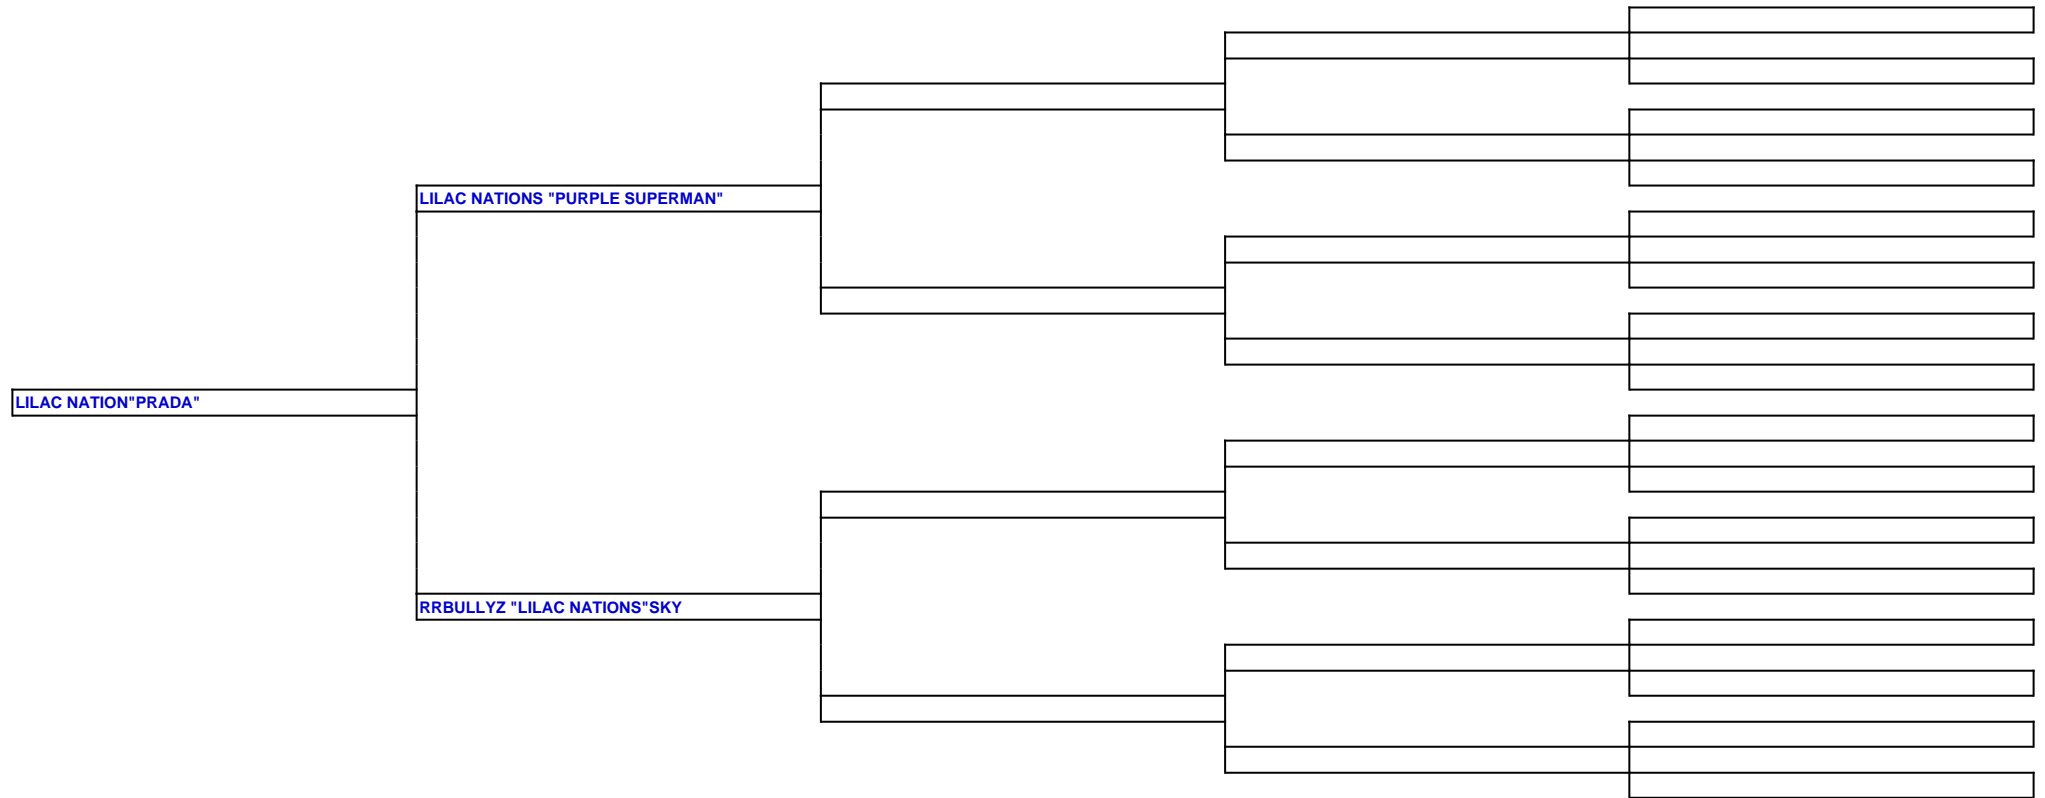 LILAC NATIONS "PURPLE SUPERMAN"
LILAC NATION"PRADA"
RRBULLYZ "LILAC NATIONS"SKY